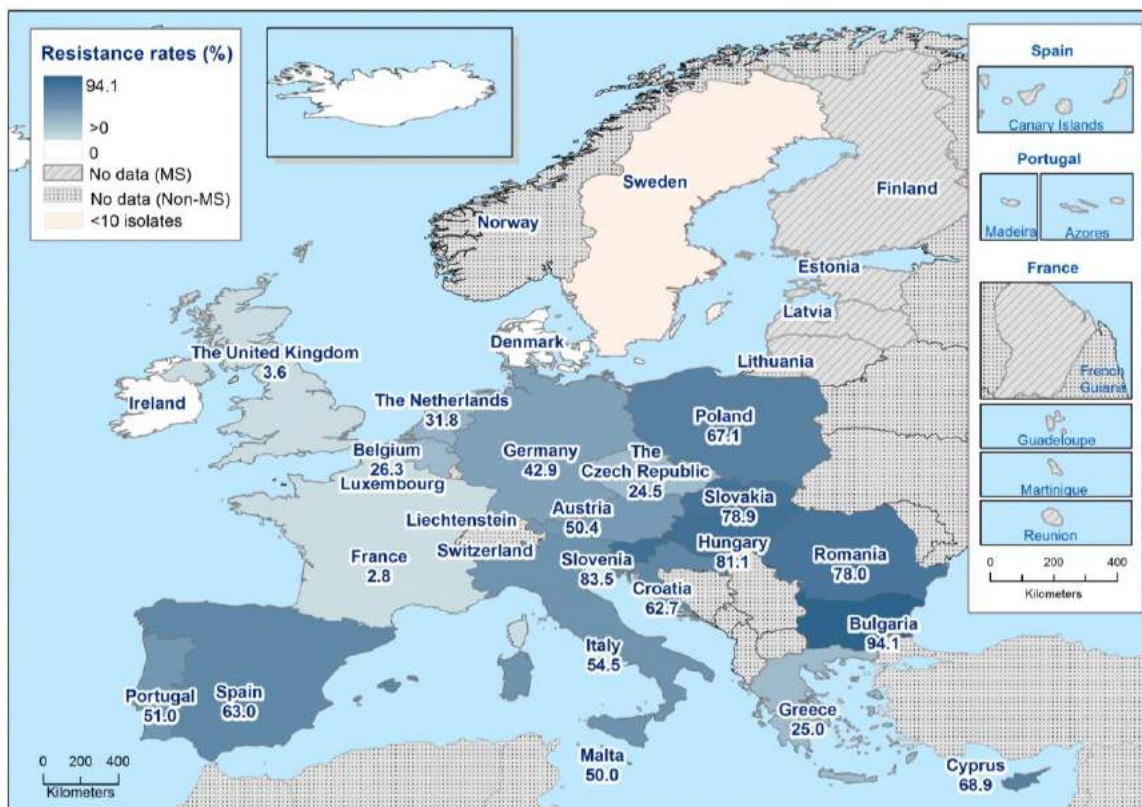 Resistance rates (%)
94.1
>0
0
No data (MS)
No data (Non-MS)
<10 isolates
Spain
Canary Islands
Portugal
Madeira
Azores
France
French
Guiana
Guadeloupe
Martinique
Reunion
0 200 400
Kilometers
Sweden
Finland
Norway
Estonia
Latvia
Denmark
Lithuania
The United Kingdom
3.6
Ireland
The Netherlands
31.8
Poland
67.1
Belgium
26.3
Germany
42.9
The
Czech Republic
24.5
Luxembourg
Slovakia
78.9
Austria
50.4
Liechtenstein
Hungary
81.1
Romania
78.0
Switzerland
France
2.8
Slovenia
83.5
Croatia
62.7
Bulgaria
94.1
Italy
54.5
Portugal
51.0
Spain
63.0
Greece
25.0
Malta
50.0
Cyprus
68.9
0 200 400
Kilometers